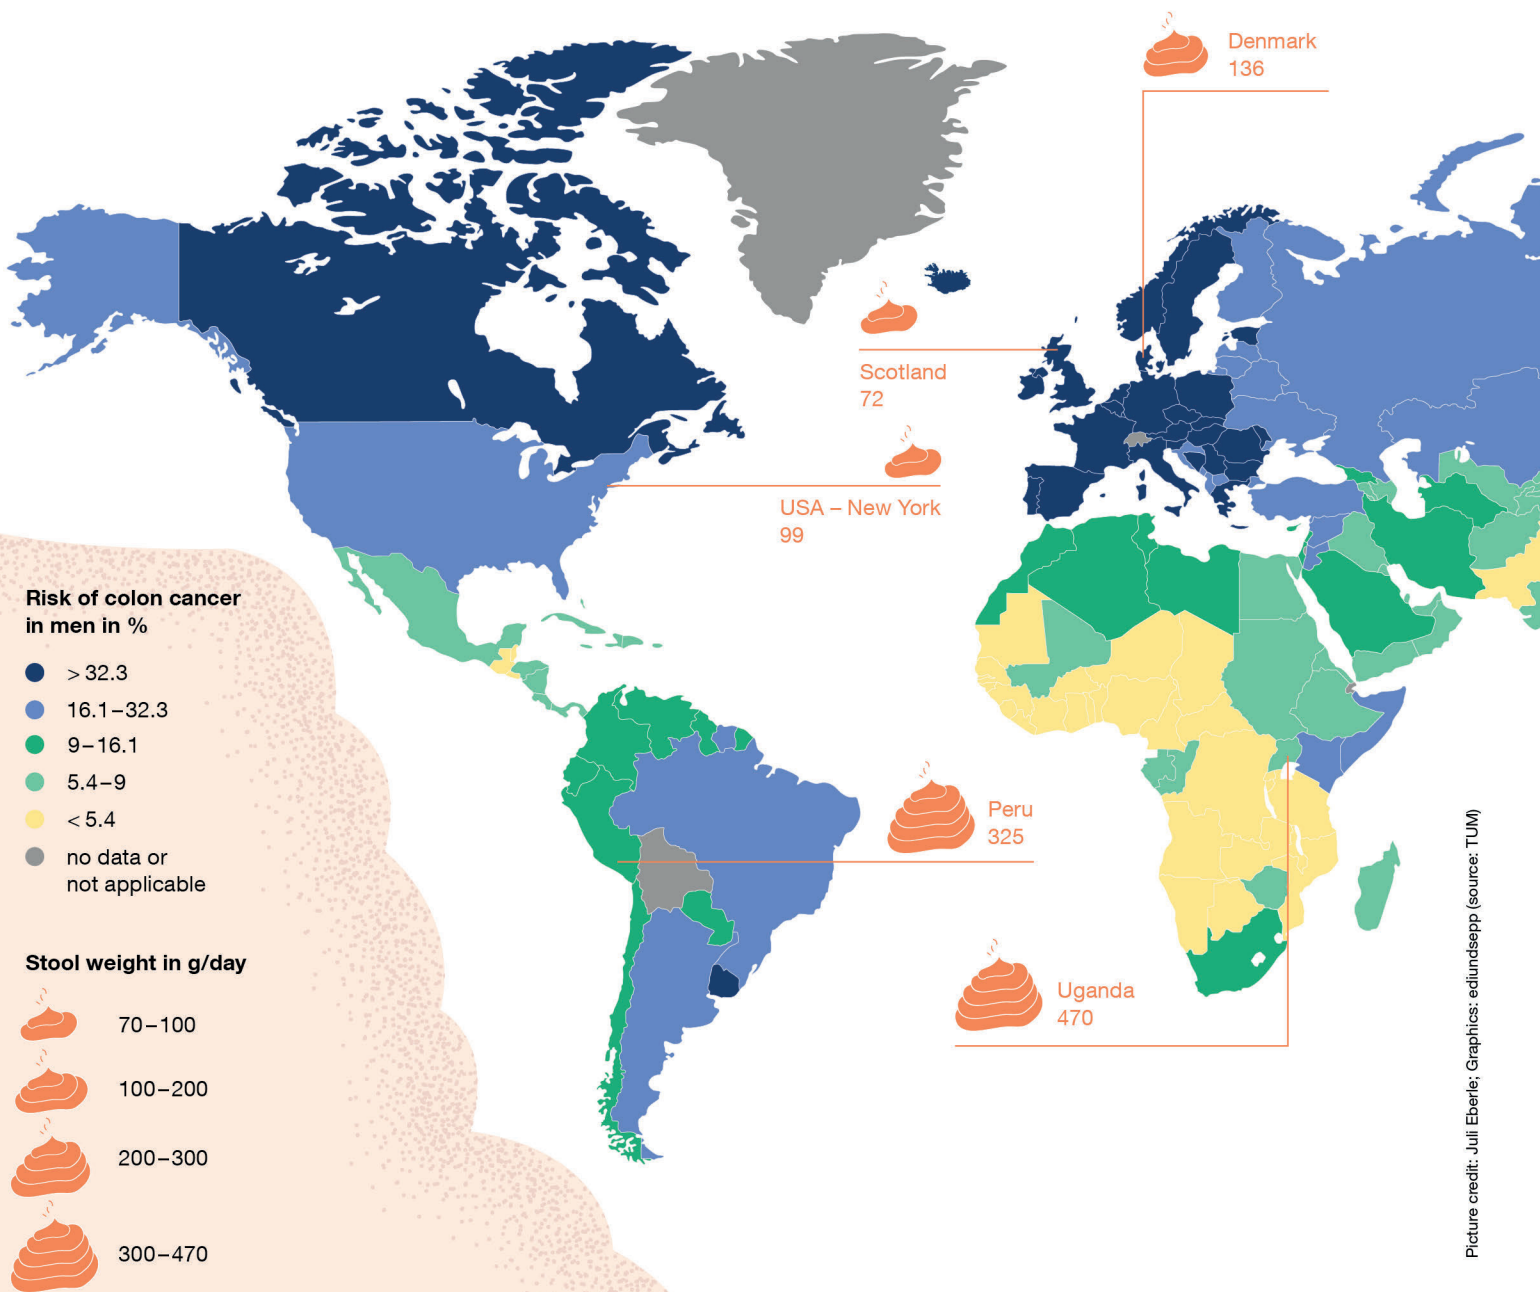 Denmark
136
Scotland
72
USA – New York
99
Risk of colon cancer
in men in %
> 32.3
16.1–32.3
9–16.1
5.4–9
< 5.4
no data or
not applicable
Peru
325
Uganda
470
Stool weight in g/day
70–100
100–200
200–300
300–470
Picture credit: Juli Eberle; Graphics: ediundsepp (source: TUM)